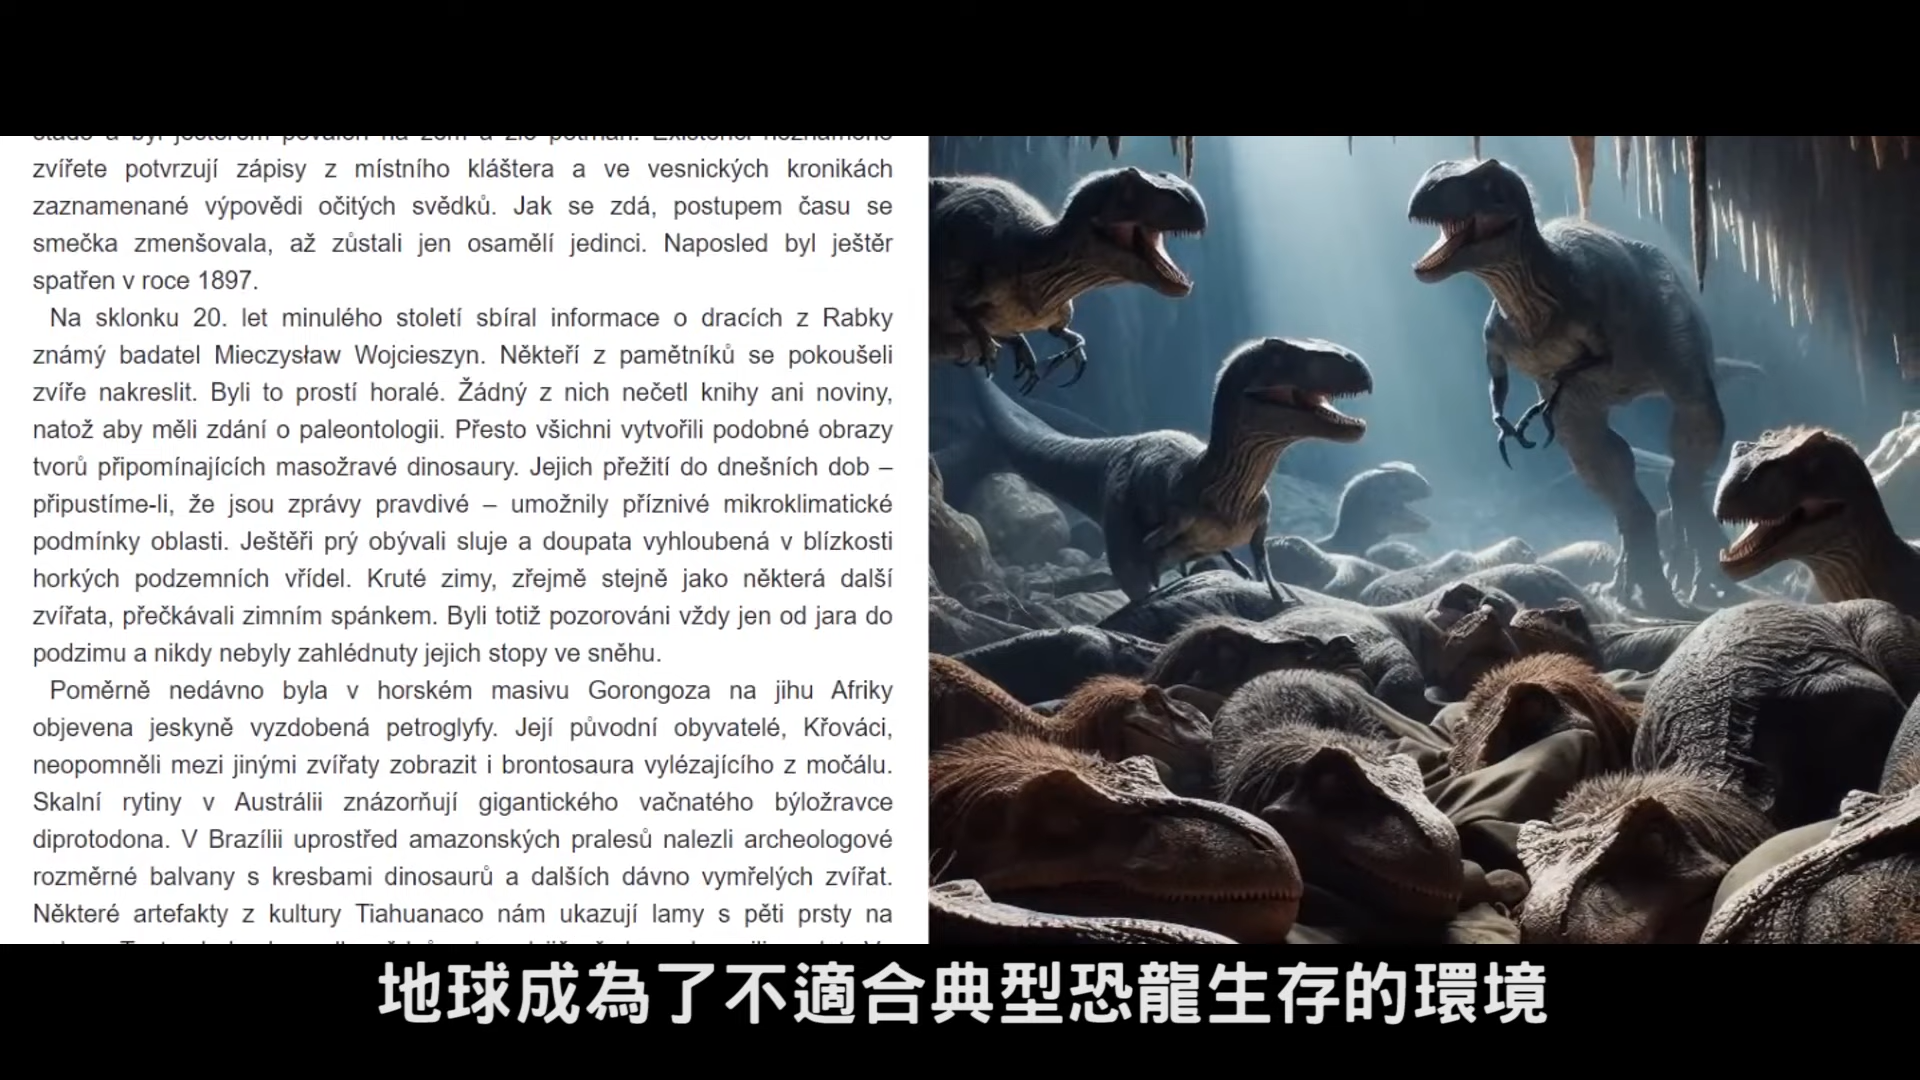 zvířete potvrzují zápisy z místního kláštera a ve vesnických kronikách
zaznamenané výpovědi očitých svědků. Jak se zdá, postupem času se
smečka zmenšovala, až zůstali jen osamělí jedinci. Naposled byl ještěr
spatřen v roce 1897.
Na sklonku 20. let minulého století sbíral informace o dracích z Rabky
známý badatel Mieczysław Wojcieszyn. Někteří z pamětníků se pokoušeli
zvíře nakreslit. Byli to prostí horalé. Žádný z nich nečetl knihy ani noviny,
natož aby měli zdání o paleontologii. Přesto všichni vytvořili podobné obrazy
tvorů připomínajících masožravé dinosaury. Jejich přežití do dnešních dob –
připustíme-li, že jsou zprávy pravdivé – umožnily příznivé mikroklimatické
podmínky oblasti. Ještěři prý obývali sluje a doupata vyhloubená v blízkosti
horkých podzemních vřídel. Kruté zimy, zřejmě stejně jako některá další
zvířata, přečkávali zimním spánkem. Byli totiž pozorováni vždy jen od jara do
podzimu a nikdy nebyly zahlédnuty jejich stopy ve sněhu.
Poměrně nedávno byla v horském masivu Gorongoza na jihu Afriky
objevena jeskyně vyzdobená petroglyfy. Její původní obyvatelé, Křováci,
neopomněli mezi jinými zvířaty zobrazit i brontosaura vylézajícího z močálu.
Skalní rytiny v Austrálii znázorňují gigantického vačnatého býložravce
diprotodona. V Brazílii uprostřed amazonských pralesů nalezli archeologové
rozměrné balvany s kresbami dinosaurů a dalších dávno vymřelých zvířat.
Některé artefakty z kultury Tiahuanaco nám ukazují lamy s pěti prsty na
地球成為了不適合典型恐龍生存的環境